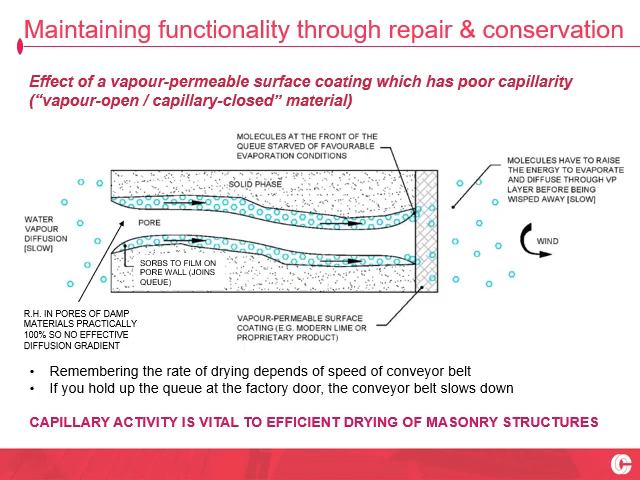 Maintaining functionality through repair & conservation
Effect of a vapour-permeable surface coating which has poor capillarity
(“vapour-open / capillary-closed” material)
MOLECULES AT THE FRONT OF THE
QUEUE STARVED OF FAVOURABLE
EVAPORATION CONDITIONS
MOLECULES HAVE TO RAISE
THE ENERGY TO EVAPORATE
AND DIFFUSE THROUGH VP
LAYER BEFORE BEING
WISPED AWAY [SLOW]
SOLID PHASE
WATER
VAPOUR
DIFFUSION
[SLOW]
PORE
WIND
SORBS TO FILM ON
PORE WALL (JOINS
QUEUE)
R.H. IN PORES OF DAMP
MATERIALS PRACTICALLY
100% SO NO EFFECTIVE
DIFFUSION GRADIENT
VAPOUR-PERMEABLE SURFACE
COATING (E.G. MODERN LIME OR
PROPRIETARY PRODUCT)
• Remembering the rate of drying depends of speed of conveyor belt
• If you hold up the queue at the factory door, the conveyor belt slows down
CAPILLARY ACTIVITY IS VITAL TO EFFICIENT DRYING OF MASONRY STRUCTURES